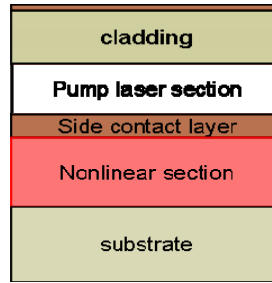 cladding
Pump laser section
Side contact layer
Nonlinear section
substrate